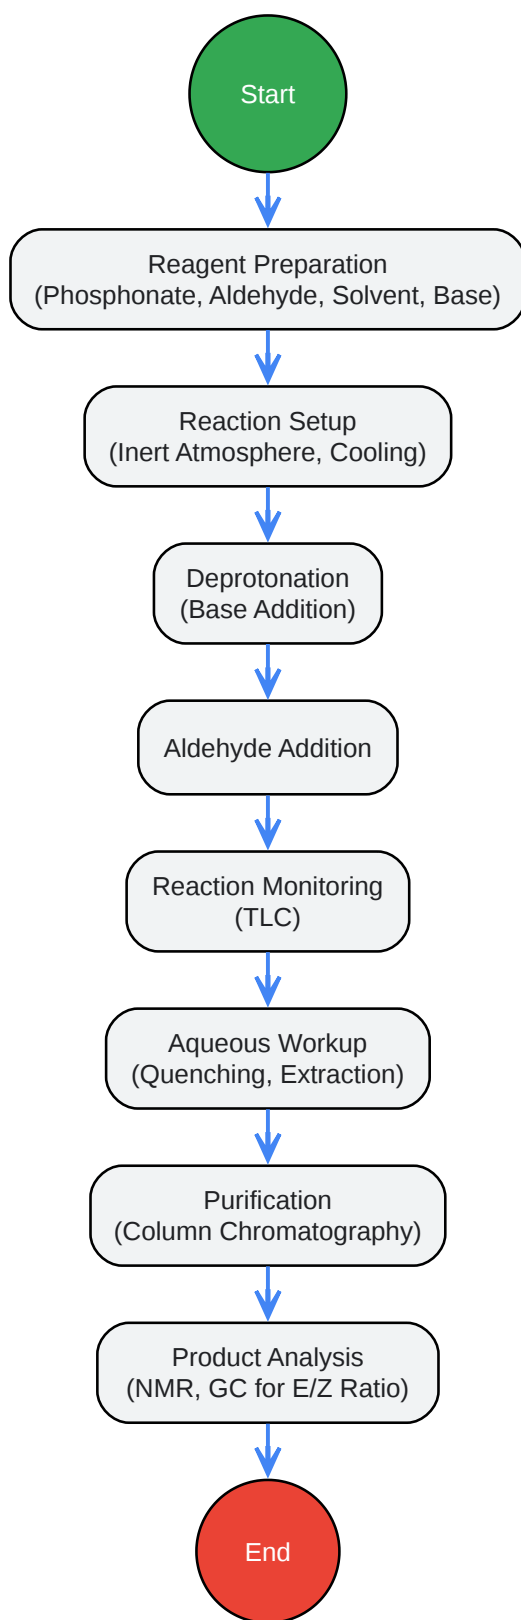 Start
Reagent Preparation
(Phosphonate, Aldehyde, Solvent, Base)
Reaction Setup
(Inert Atmosphere, Cooling)
Deprotonation
(Base Addition)
Aldehyde Addition
Reaction Monitoring
(TLC)
Aqueous Workup
(Quenching, Extraction)
Purification
(Column Chromatography)
Product Analysis
(NMR, GC for E/Z Ratio)
End